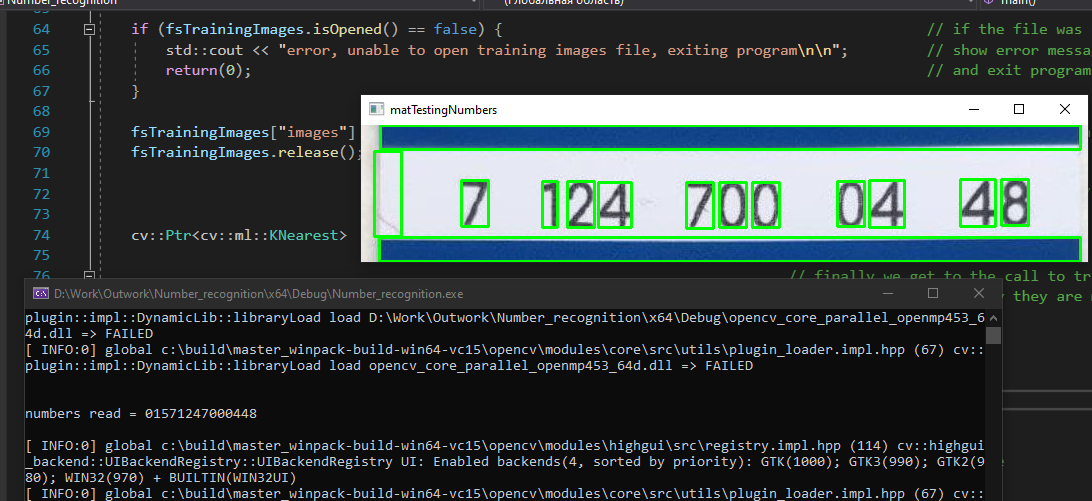 Number_recognition
(Глобальная область)
main()
64 if (fsTrainingImages.isOpened() == false) { // if the file was
65 std::cout << "error, unable to open training images file, exiting program\n\n"; // show error messa
66 return(0); // and exit program
67 }
68
matTestingNumbers
69 fsTrainingImages["images"]
70 fsTrainingImages.release();
71
72
7 124 700 04 48
73
74 cv::Ptr<cv::ml::KNearest>
75
76 // finally we get to the call to tr
they are
D:\Work\Outwork\Number_recognition\x64\Debug\Number_recognition.exe
plugin::impl::DynamicLib::libraryLoad load D:\Work\Outwork\Number_recognition\x64\Debug\opencv_core_parallel_openmp453_6
4d.dll => FAILED
[ INFO:0] global c:\build\master_winpack-build-win64-vc15\opencv\modules\core\src\utils\plugin_loader.impl.hpp (67) cv::
plugin::impl::DynamicLib::libraryLoad load opencv_core_parallel_openmp453_64d.dll => FAILED
numbers read = 01571247000448
[ INFO:0] global c:\build\master_winpack-build-win64-vc15\opencv\modules\highgui\src\registry.impl.hpp (114) cv::highgui
_backend::UIBackendRegistry::UIBackendRegistry UI: Enabled backends(4, sorted by priority): GTK(1000); GTK3(990); GTK2(9
80); WIN32(970) + BUILTIN(WIN32UI)
[ INFO:0] global c:\build\master_winpack-build-win64-vc15\opencv\modules\core\src\utils\plugin_loader.impl.hpp (67) cv::